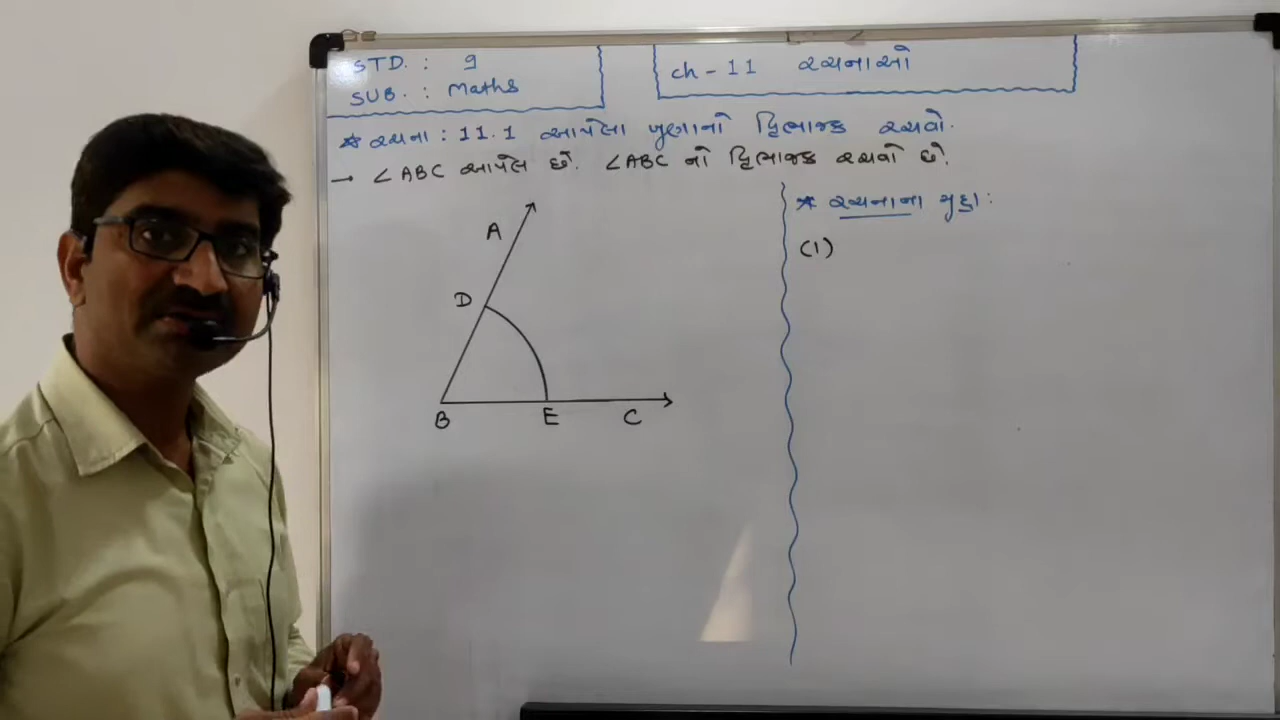 STD. : 9
SUB. : Maths
ch - 11 રચનાઓ
* રચના : 11.1 આપેલા ખૂણાનો દ્વિભાજક રચવો.
→ ∠ABC આપેલ છે. ∠ABC નો દ્વિભાજક રચવો છે.
* રચનાના મુદ્દા :
(1)
A
D
B
E
C